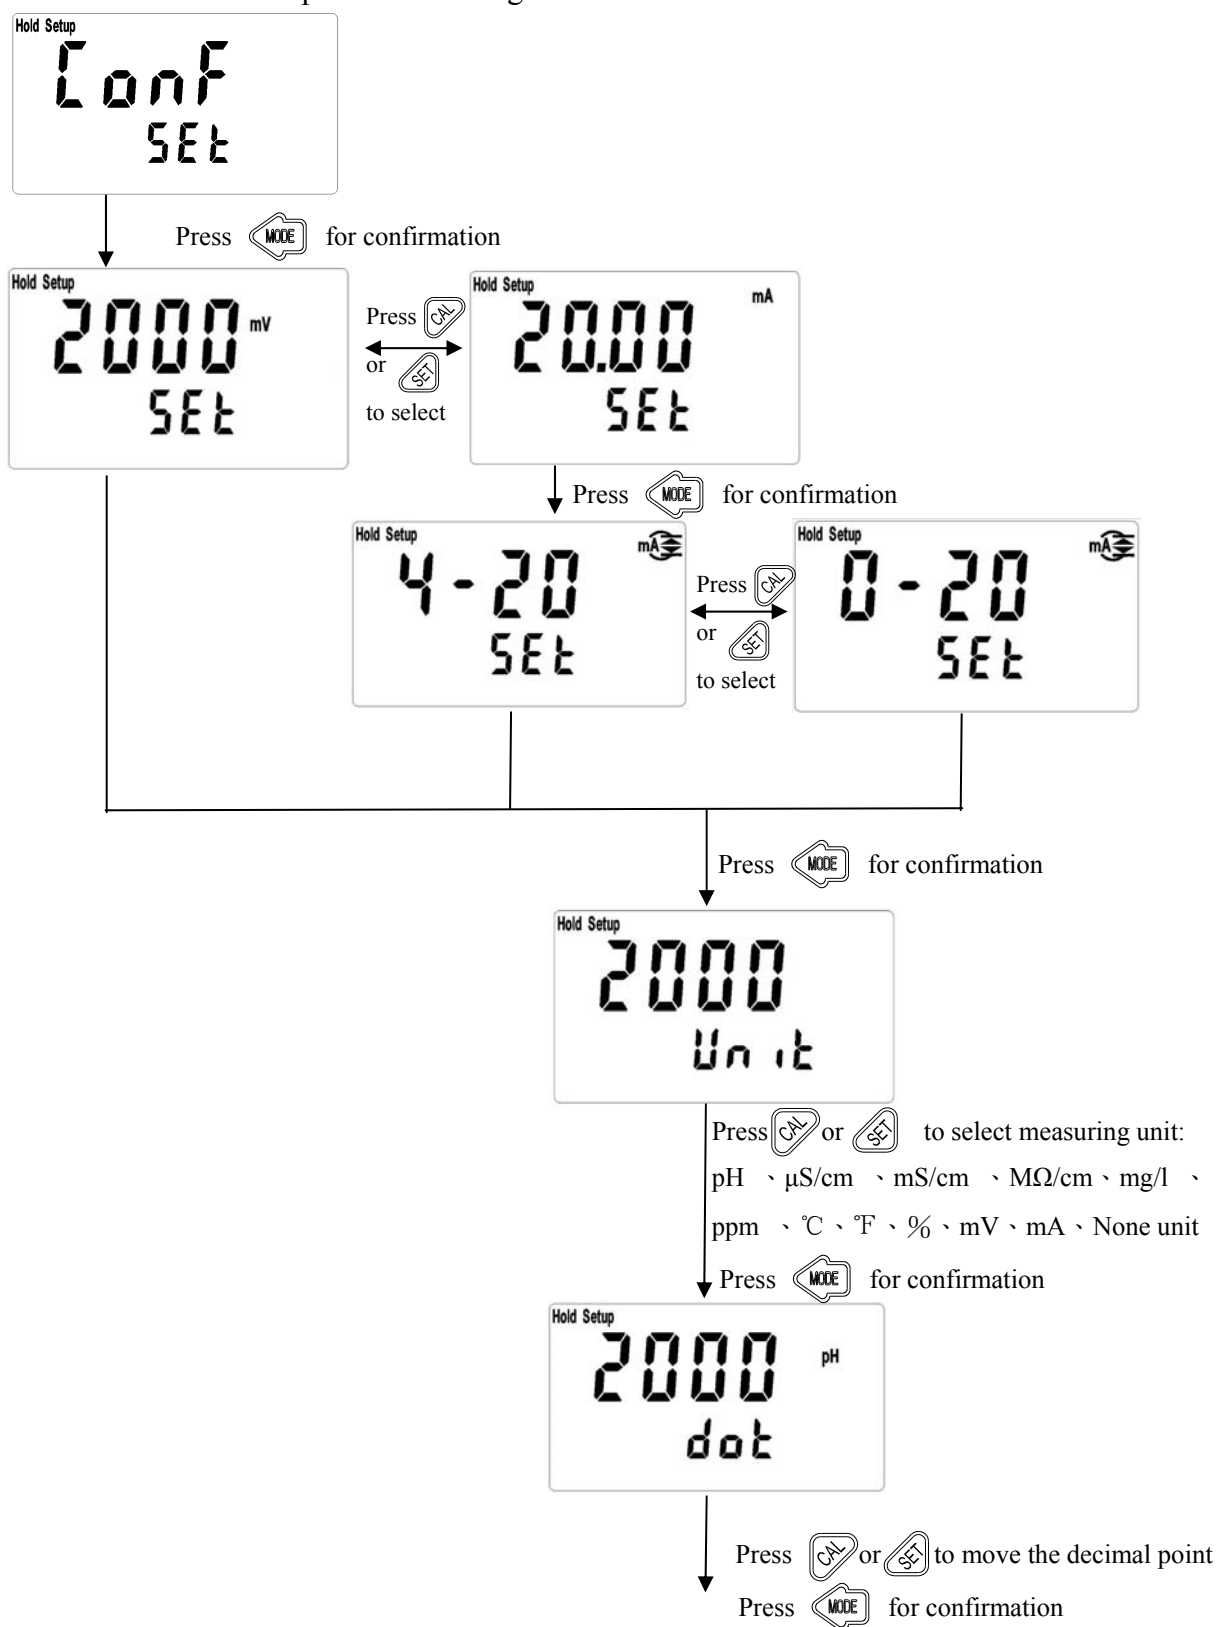 Hold Setup
ConF
SEt
Press MODE for confirmation
Hold Setup
2000 mV
SEt
Press CAL
or SET
to select
Hold Setup
20.00 mA
SEt
Press MODE for confirmation
Hold Setup
4-20 mA
SEt
Press CAL
or SET
to select
Hold Setup
0-20 mA
SEt
Press MODE for confirmation
Hold Setup
2000
Unit
Press CAL or SET to select measuring unit:
pH 、μS/cm 、mS/cm 、MΩ/cm、mg/l 、
ppm 、℃、℉、%、mV、mA、None unit
Press MODE for confirmation
Hold Setup
2000 pH
dot
Press CAL or SET to move the decimal point
Press MODE for confirmation